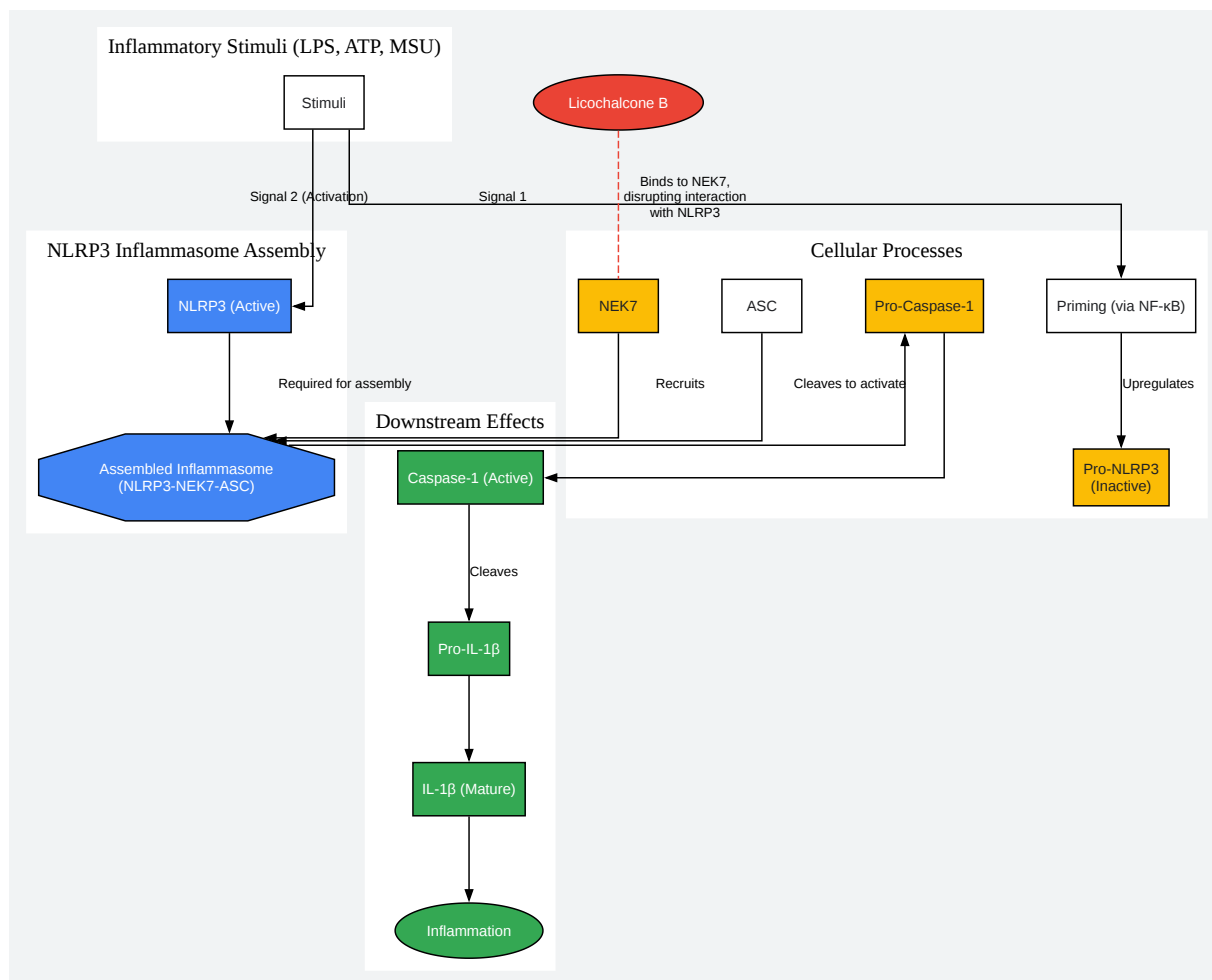 Inflammatory Stimuli (LPS, ATP, MSU)
Stimuli
Licochalcone B
Signal 2 (Activation)
Signal 1
Binds to NEK7,
disrupting interaction
with NLRP3
NLRP3 Inflammasome Assembly
Cellular Processes
NLRP3 (Active)
NEK7
ASC
Pro-Caspase-1
Priming (via NF-κB)
Required for assembly
Recruits
Cleaves to activate
Upregulates
Downstream Effects
Assembled Inflammasome
(NLRP3-NEK7-ASC)
Caspase-1 (Active)
Pro-NLRP3
(Inactive)
Cleaves
Pro-IL-1β
IL-1β (Mature)
Inflammation